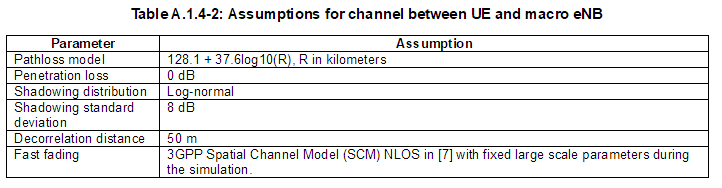 Table A.1.4-2: Assumptions for channel between UE and macro eNB
Parameter Assumption
Pathloss model 128.1 + 37.6log10(R), R in kilometers
Penetration loss 0 dB
Shadowing distribution Log-normal
Shadowing standard deviation 8 dB
Decorrelation distance 50 m
Fast fading 3GPP Spatial Channel Model (SCM) NLOS in [7] with fixed large scale parameters during
the simulation.